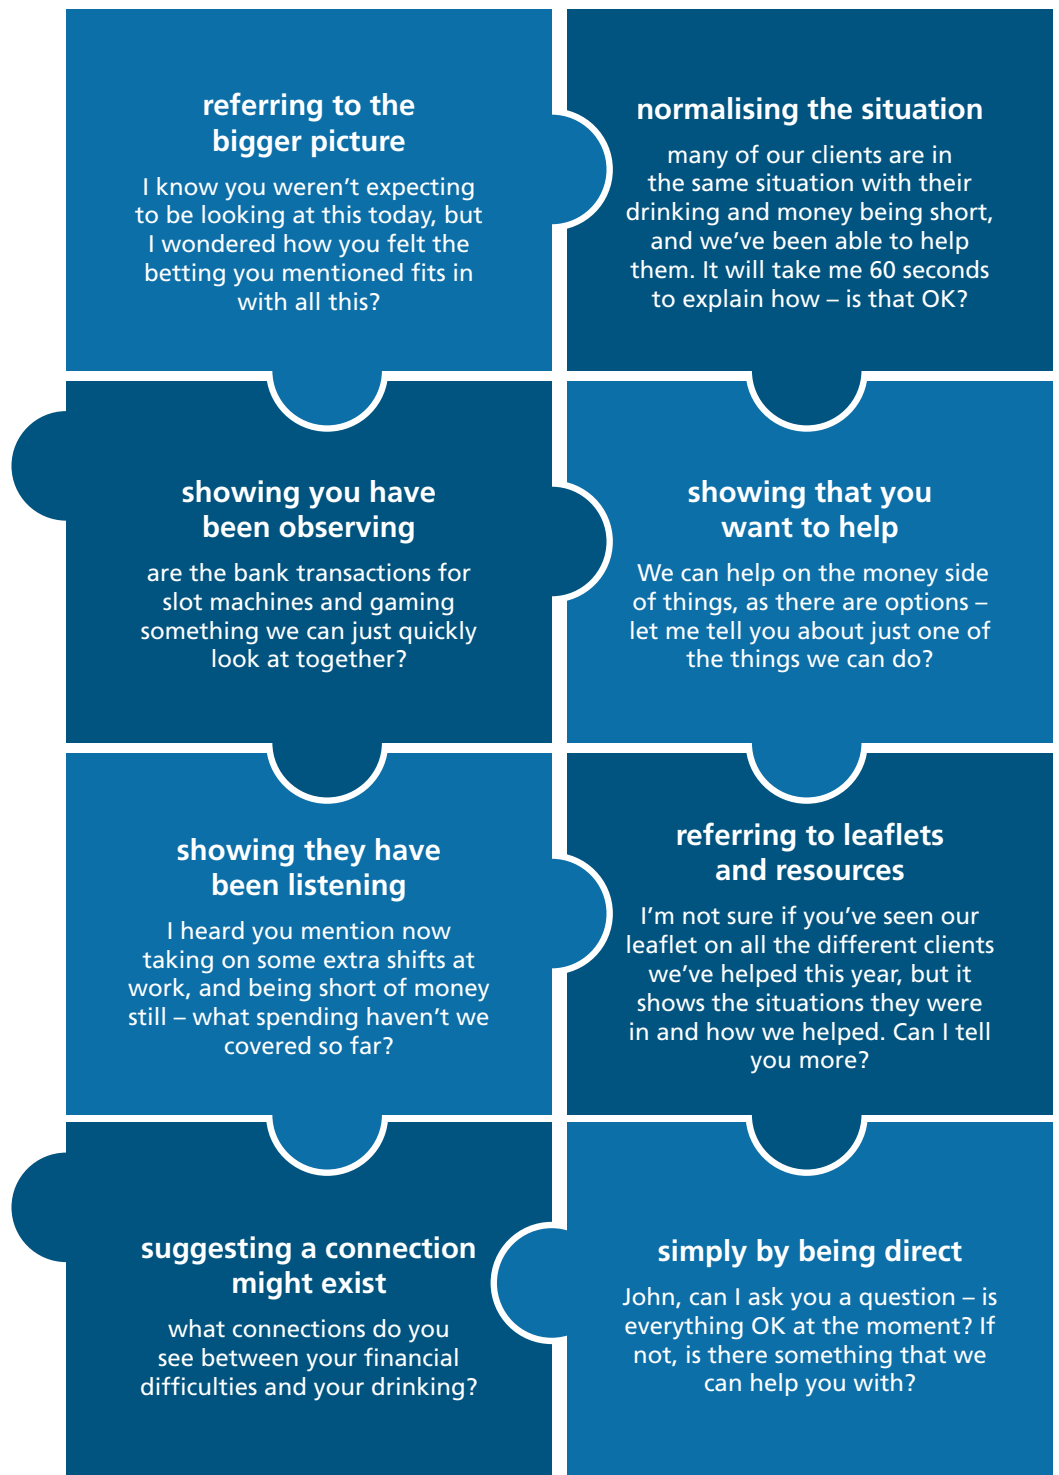 referring to the
bigger picture
I know you weren't expecting
to be looking at this today, but
I wondered how you felt the
betting you mentioned fits in
with all this?
normalising the situation
many of our clients are in
the same situation with their
drinking and money being short,
and we've been able to help
them. It will take me 60 seconds
to explain how – is that OK?
showing you have
been observing
are the bank transactions for
slot machines and gaming
something we can just quickly
look at together?
showing that you
want to help
We can help on the money side
of things, as there are options –
let me tell you about just one of
the things we can do?
showing they have
been listening
I heard you mention now
taking on some extra shifts at
work, and being short of money
still – what spending haven't we
covered so far?
referring to leaflets
and resources
I'm not sure if you've seen our
leaflet on all the different clients
we've helped this year, but it
shows the situations they were
in and how we helped. Can I tell
you more?
suggesting a connection
might exist
what connections do you
see between your financial
difficulties and your drinking?
simply by being direct
John, can I ask you a question – is
everything OK at the moment? If
not, is there something that we
can help you with?